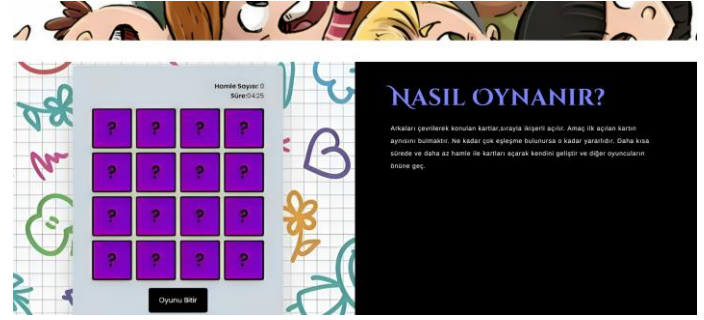 Hamle Sayısı: 0
Süre:04:25
? ? ? ?
? ? ? ?
? ? ? ?
? ? ? ?
Oyunu Bitir
NASIL OYNANIR?
Arkaları çevrilerek konulan kartlar,sırayla ikişerli açılır. Amaç ilk açılan kartın
aynısını bulmaktır. Ne kadar çok eşleşme bulunursa o kadar yararlıdır. Daha kısa
sürede ve daha az hamle ile kartları açarak kendini geliştir ve diğer oyuncuların
önüne geç.